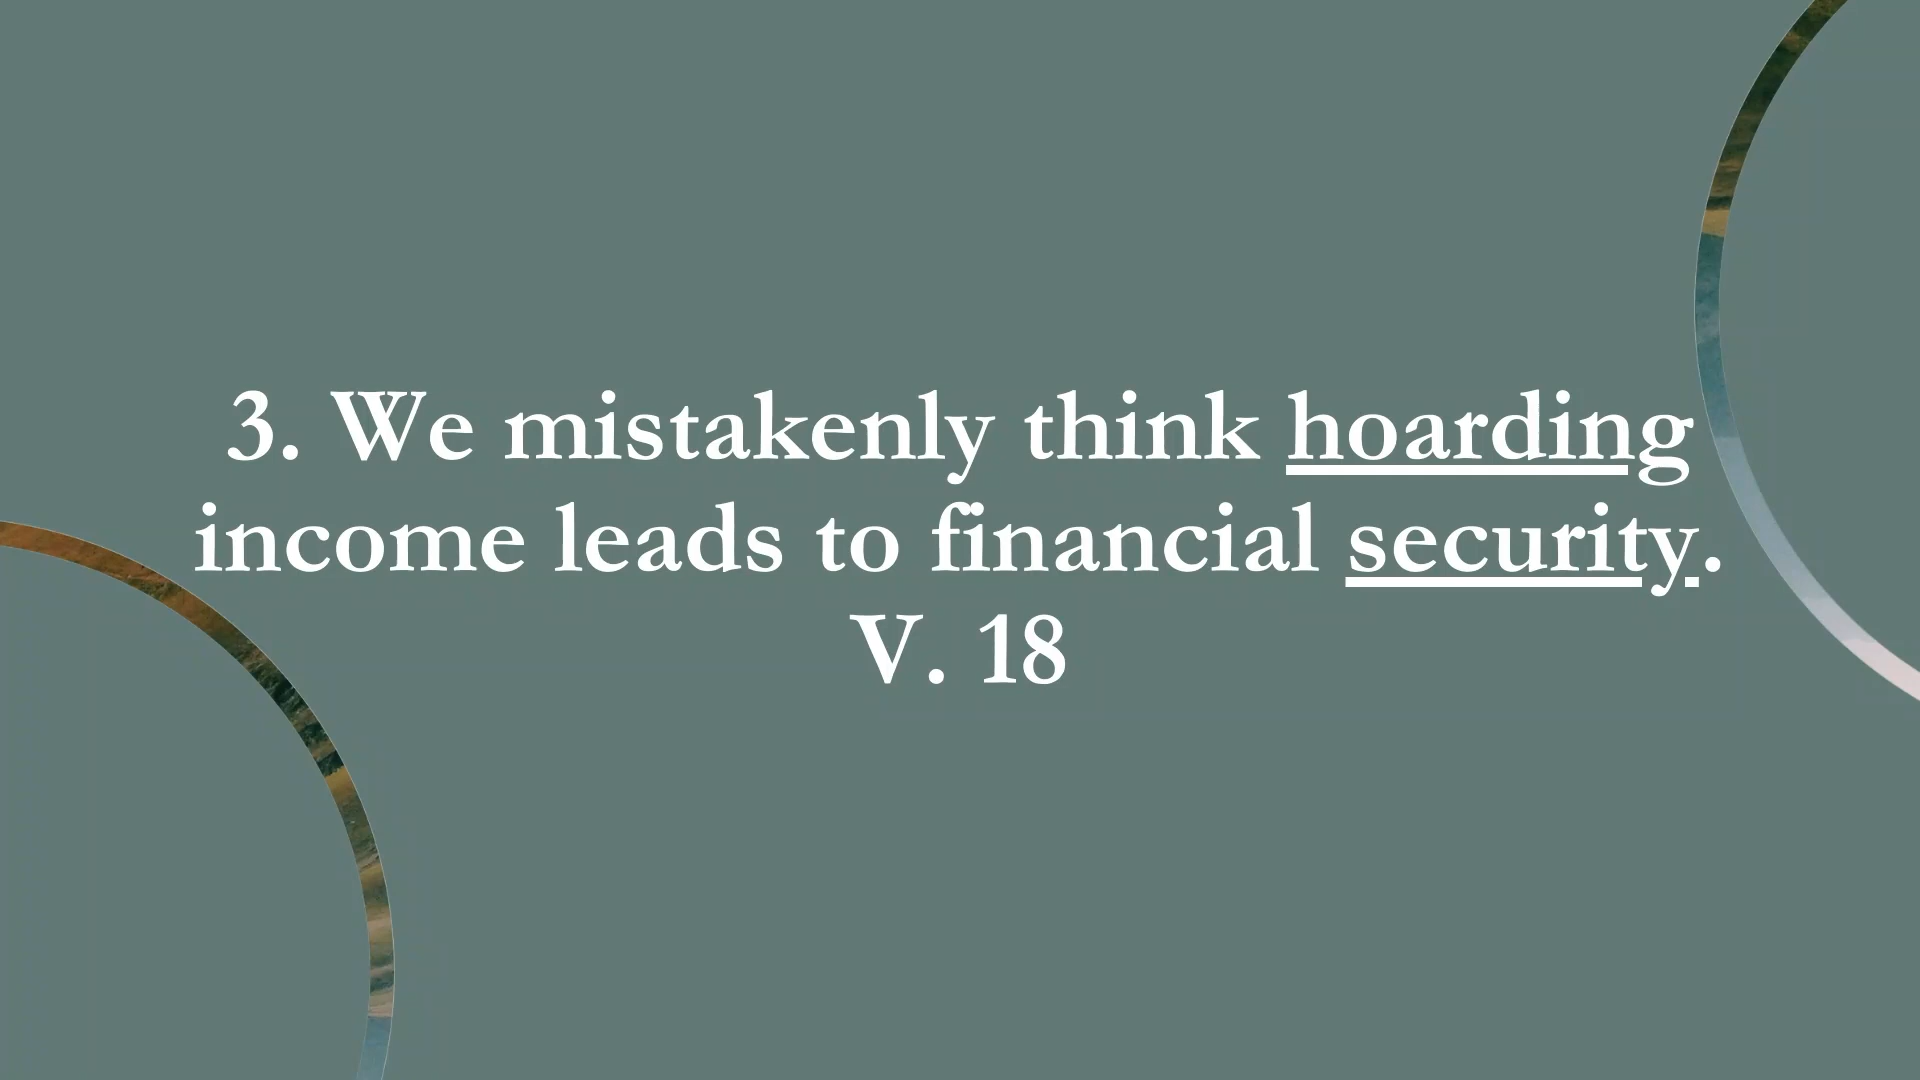 3. We mistakenly think hoarding
income leads to financial security.
V. 18